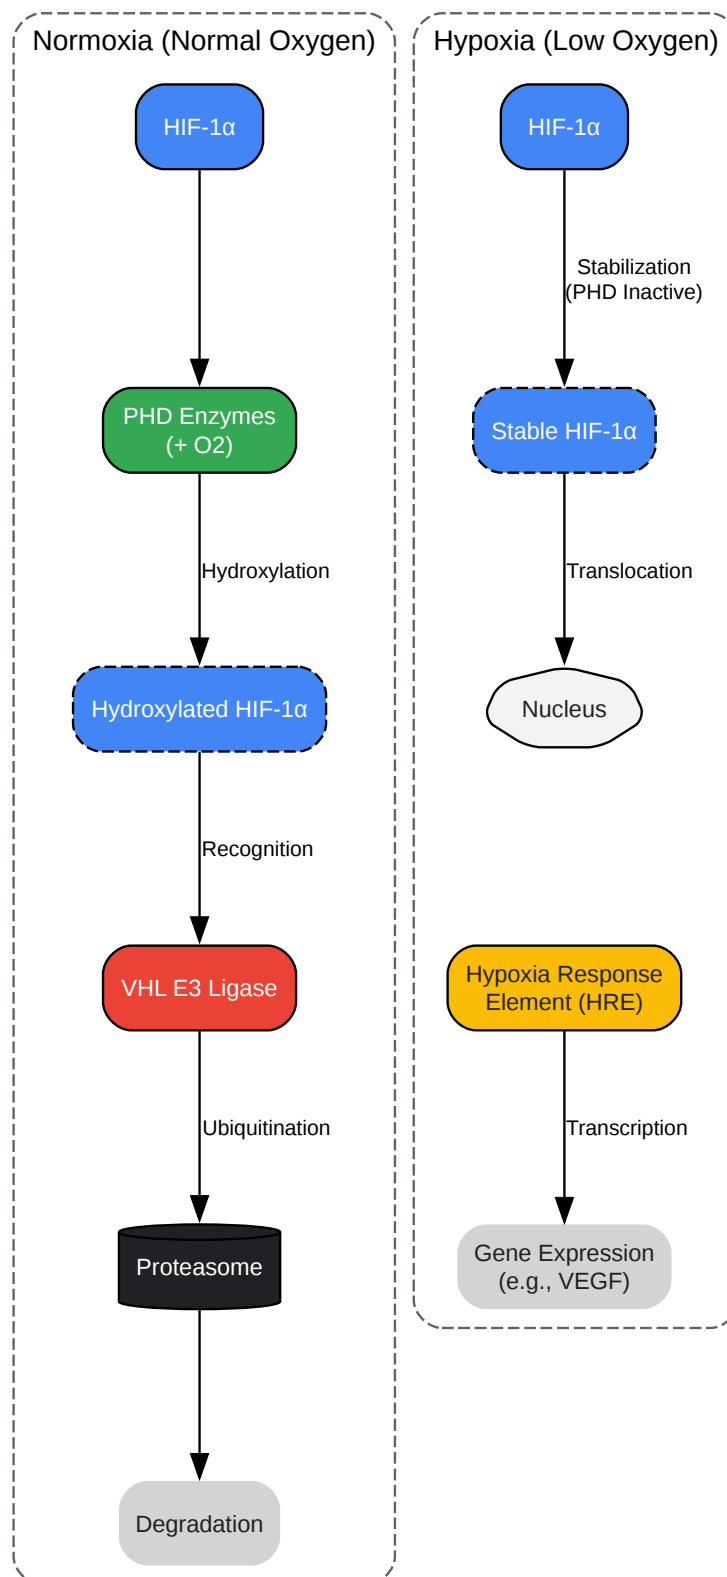 Normoxia (Normal Oxygen)
HIF-1α
PHD Enzymes
(+ O2)
Hydroxylation
Hydroxylated HIF-1α
Recognition
VHL E3 Ligase
Ubiquitination
Proteasome
Degradation
Hypoxia (Low Oxygen)
HIF-1α
Stabilization
(PHD Inactive)
Stable HIF-1α
Translocation
Nucleus
Hypoxia Response
Element (HRE)
Transcription
Gene Expression
(e.g., VEGF)